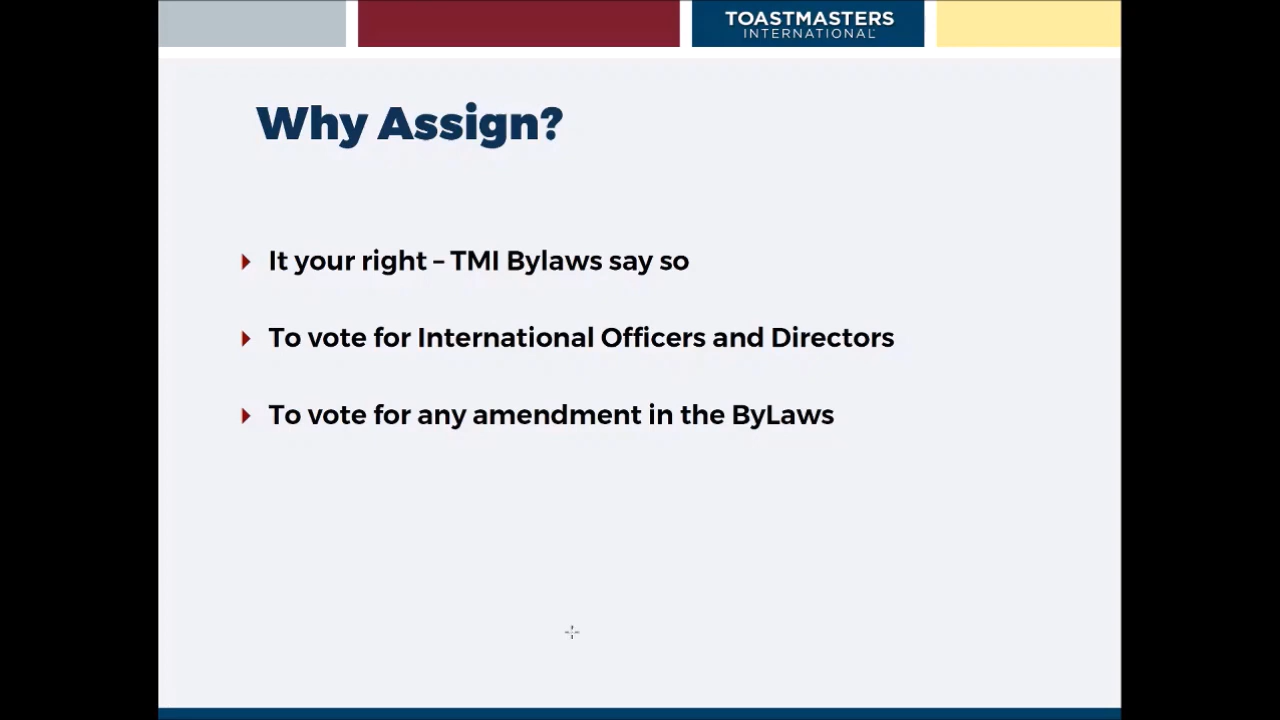 TOASTMASTERS
INTERNATIONAL
Why Assign?
It your right – TMI Bylaws say so
To vote for International Officers and Directors
To vote for any amendment in the ByLaws